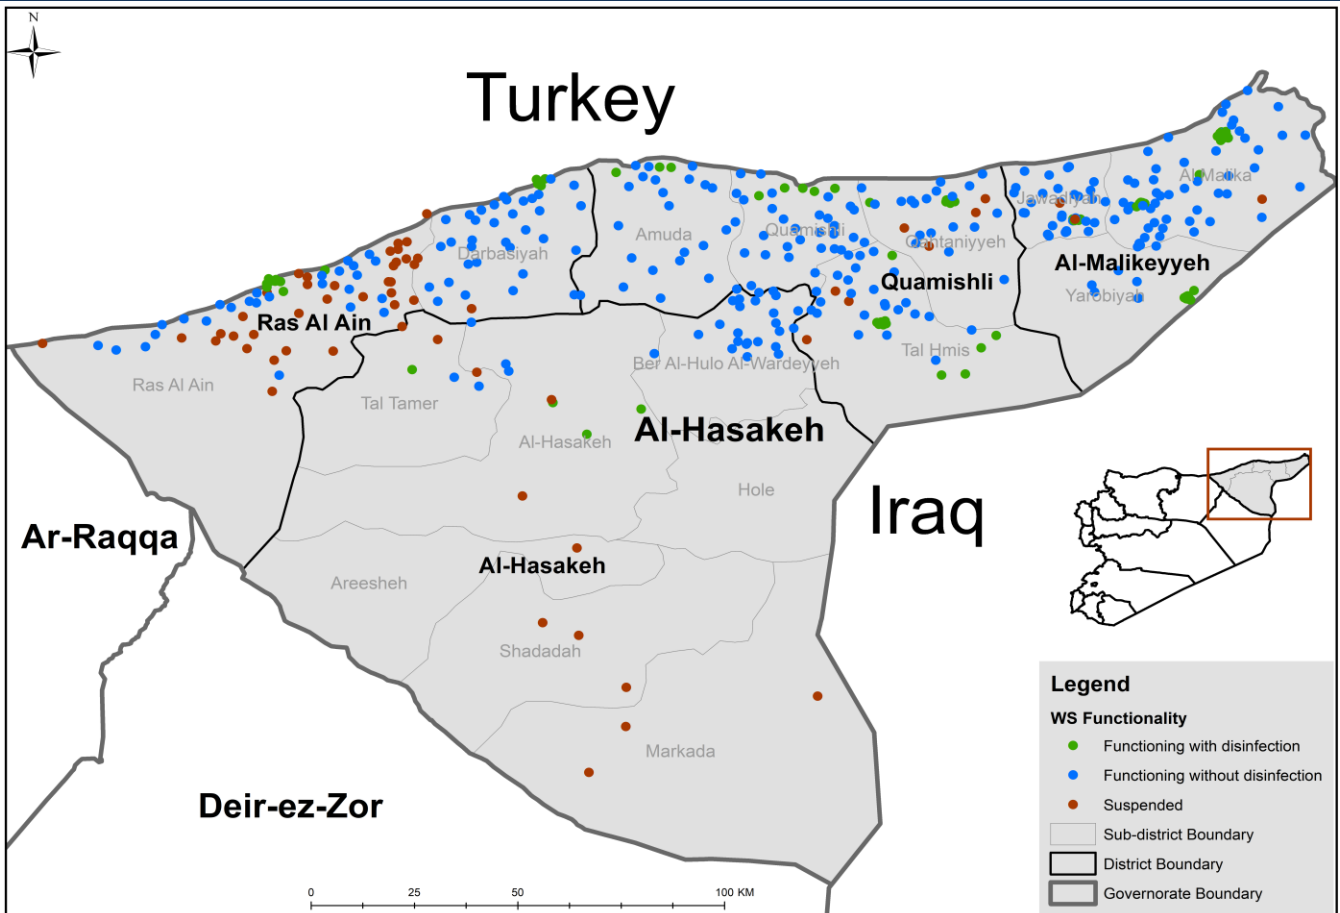 N
Turkey
Al-Malika
Jawadiyah
Amuda
Quamishli
Qahtaniyyeh
Darbasiyah
Al-Malikeyyeh
Quamishli
Yarobiyah
Ras Al Ain
Tal Hmis
Ber Al-Hulo Al-Wardeyyeh
Ras Al Ain
Tal Tamer
Al-Hasakeh
Al-Hasakeh
Hole
Iraq
Ar-Raqqa
Al-Hasakeh
Areesheh
Shadadah
Markada
Deir-ez-Zor
0 25 50 100 KM
Legend
WS Functionality
Functioning with disinfection
Functioning without disinfection
Suspended
Sub-district Boundary
District Boundary
Governorate Boundary